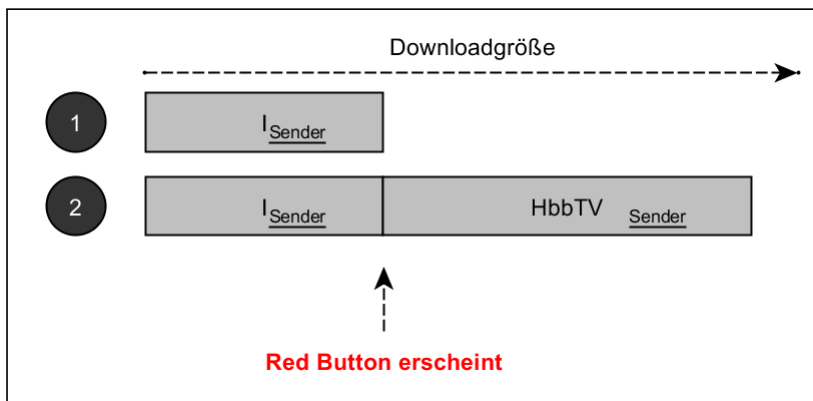 Downloadgröße
1
I Sender
2
I Sender HbbTV Sender
Red Button erscheint